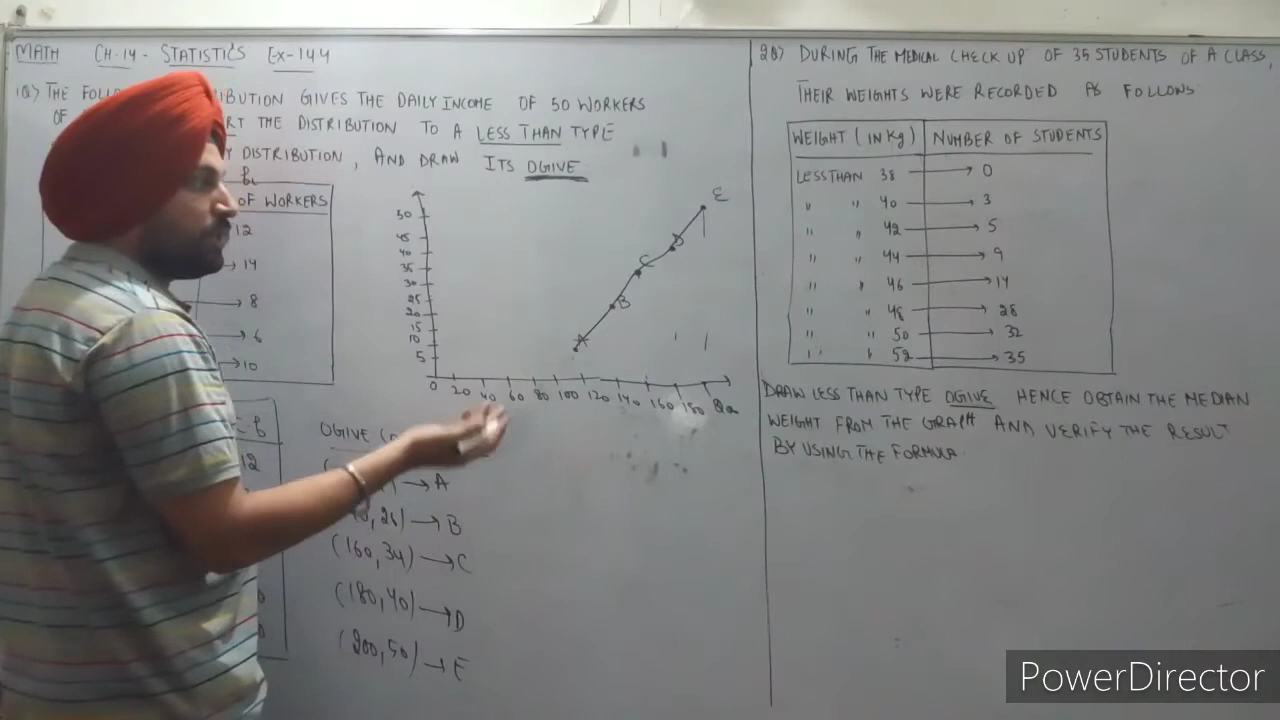 MATH CH-14 - STATISTICS EX-14.4
1Q> THE FOLL IBUTION GIVES THE DAILY INCOME OF 50 WORKERS
OF RT THE DISTRIBUTION TO A LESS THAN TYPE
Y DISTRIBUTION, AND DRAW ITS OGIVE
fi
OF WORKERS
12
→ 14
→ 8
→ 6
→ 10
50
45
40
35
30
25
20
15
10
5
0 20 40 60 80 100 120 140 160 180 200
A
B
C
D
E
f
12
OGIVE
) → A
0,26) → B
(160,34) → C
(180,40) → D
(200,50) → E
2Q> DURING THE MEDICAL CHECK UP OF 35 STUDENTS OF A CLASS,
THEIR WEIGHTS WERE RECORDED AS FOLLOWS
WEIGHT (IN Kg) NUMBER OF STUDENTS
LESS THAN 38 → 0
" " 40 → 3
" " 42 → 5
" " 44 → 9
" " 46 → 14
" " 48 → 28
" " 50 → 32
" " 52 → 35
DRAW LESS THAN TYPE OGIVE HENCE OBTAIN THE MEDIAN
WEIGHT FROM THE GRAPH AND VERIFY THE RESULT
BY USING THE FORMULA.
PowerDirector